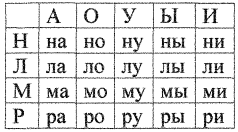 А О У Ы И
Н на но ну ны ни
Л ла ло лу лы ли
М ма мо му мы ми
Р ра ро ру ры ри